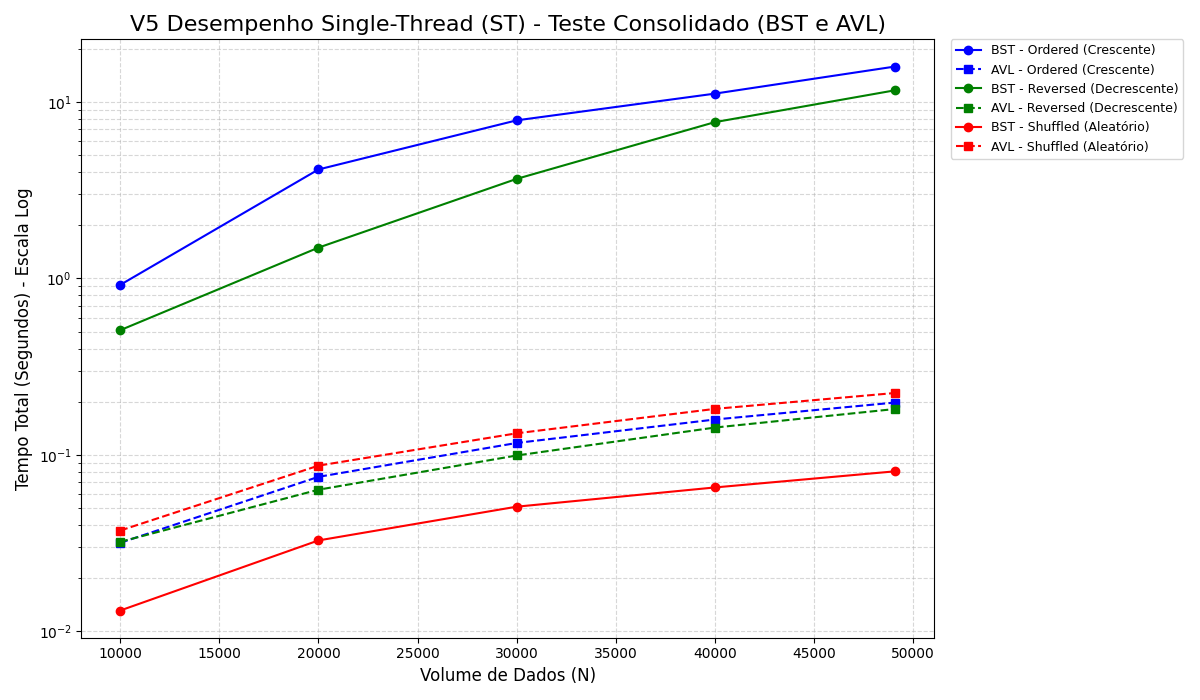 V5 Desempenho Single-Thread (ST) - Teste Consolidado (BST e AVL)
Tempo Total (Segundos) - Escala Log
10¹
10⁰
10⁻¹
10⁻²
10000 15000 20000 25000 30000 35000 40000 45000 50000
Volume de Dados (N)
BST - Ordered (Crescente)
AVL - Ordered (Crescente)
BST - Reversed (Decrescente)
AVL - Reversed (Decrescente)
BST - Shuffled (Aleatório)
AVL - Shuffled (Aleatório)